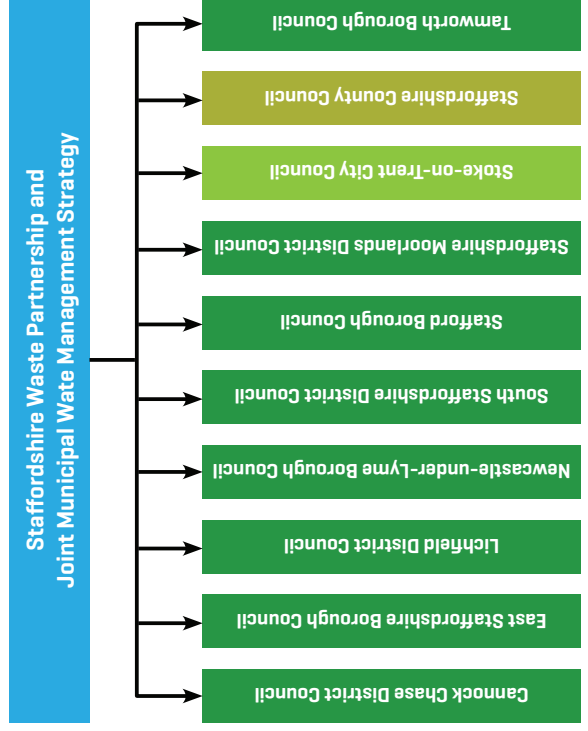 Staffordshire Waste Partnership and
Joint Municipal Wate Management Strategy
Cannock Chase District Council
East Staffordshire Borough Council
Lichfield District Council
Newcastle-under-Lyme Borough Council
South Staffordshire District Council
Stafford Borough Council
Staffordshire Moorlands District Council
Stoke-on-Trent City Council
Staffordshire County Council
Tamworth Borough Council